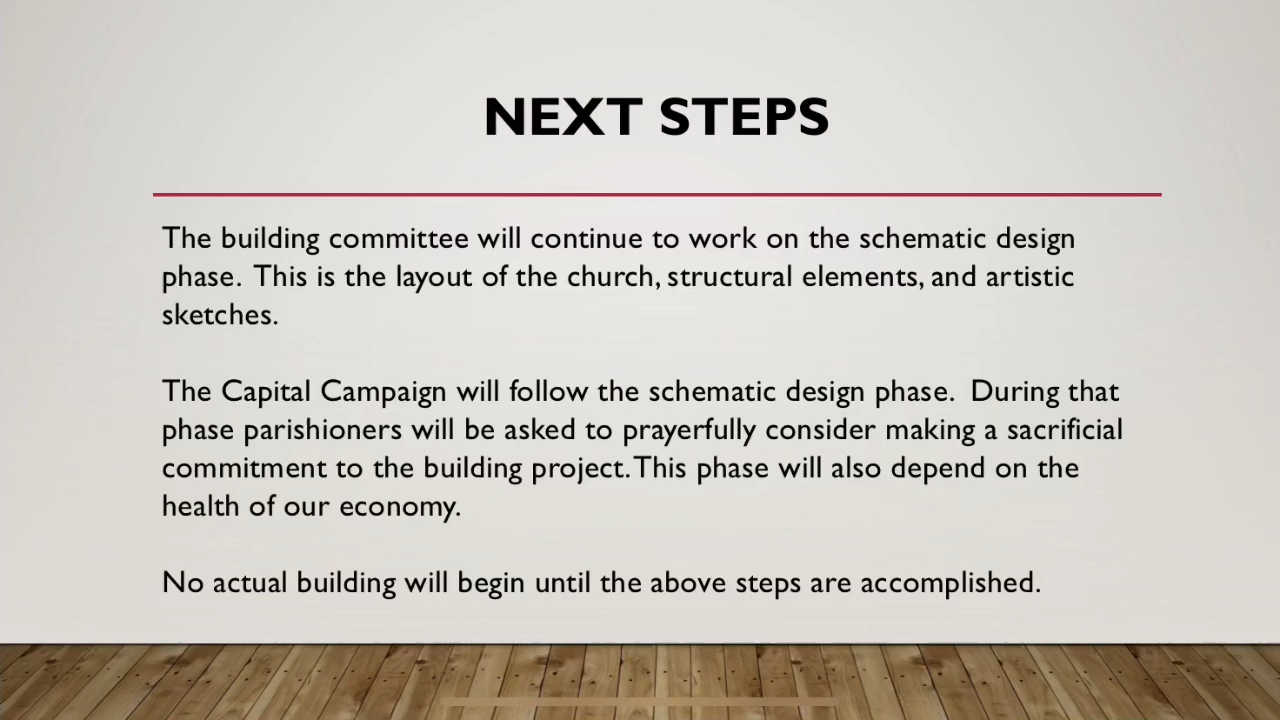 NEXT STEPS
The building committee will continue to work on the schematic design
phase.  This is the layout of the church, structural elements, and artistic
sketches.
The Capital Campaign will follow the schematic design phase.  During that
phase parishioners will be asked to prayerfully consider making a sacrificial
commitment to the building project. This phase will also depend on the
health of our economy.
No actual building will begin until the above steps are accomplished.